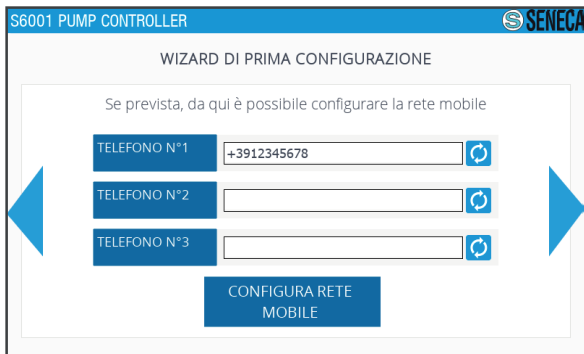 S6001 PUMP CONTROLLER
S SENECA
WIZARD DI PRIMA CONFIGURAZIONE
Se prevista, da qui è possibile configurare la rete mobile
TELEFONO N°1
+3912345678
TELEFONO N°2
TELEFONO N°3
CONFIGURA RETE
MOBILE